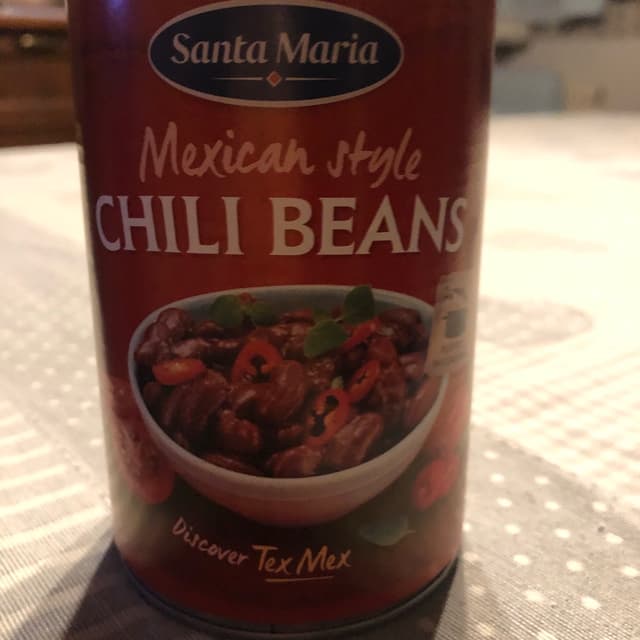 Santa Maria
Mexican style
CHILI BEANS
Discover Tex Mex